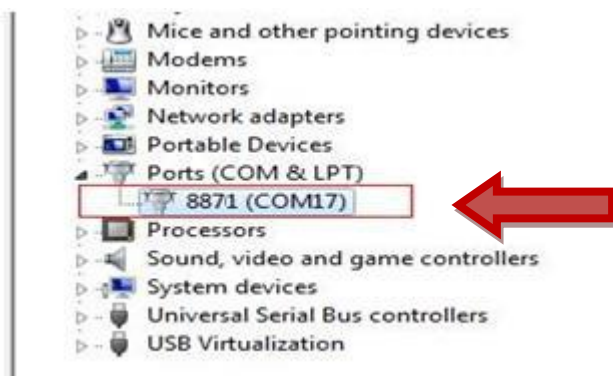 Mice and other pointing devices
Modems
Monitors
Network adapters
Portable Devices
Ports (COM & LPT)
8871 (COM17)
Processors
Sound, video and game controllers
System devices
Universal Serial Bus controllers
USB Virtualization